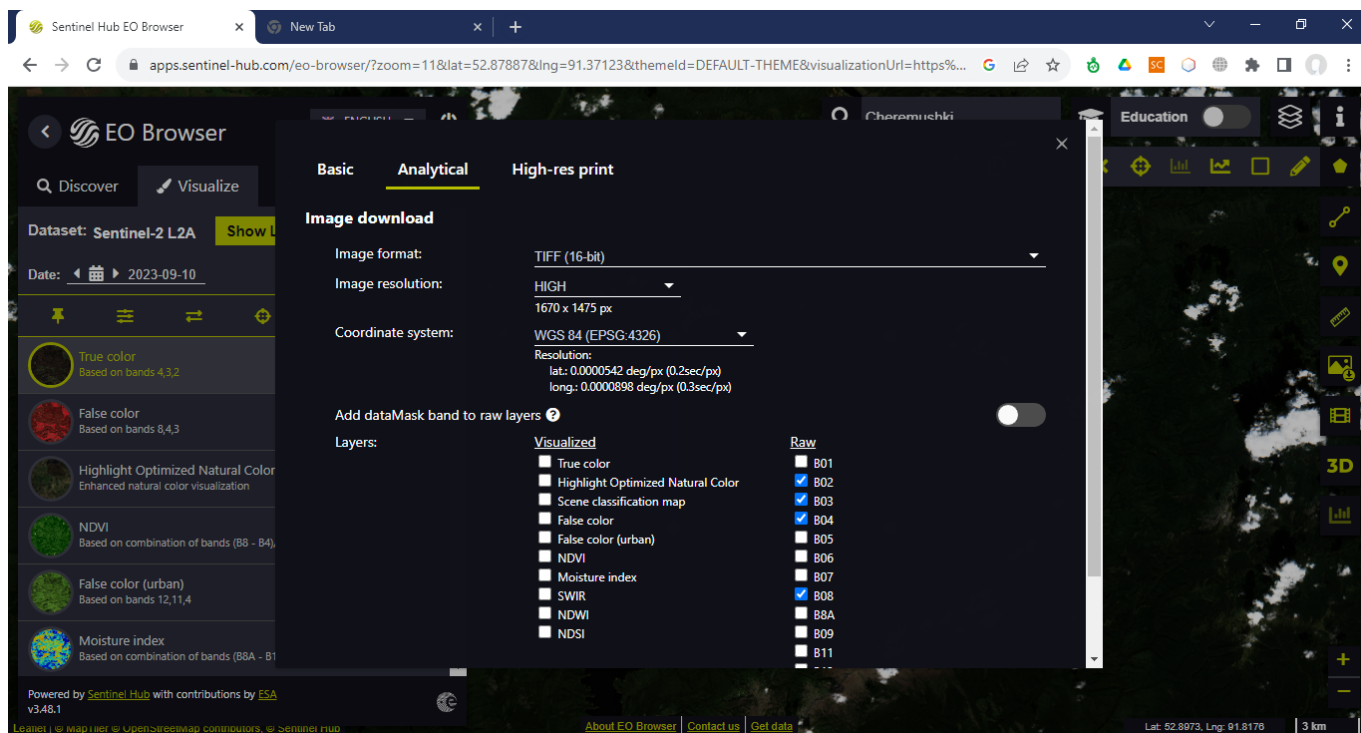 Sentinel Hub EO Browser
New Tab
apps.sentinel-hub.com/eo-browser/?zoom=11&lat=52.87887&lng=91.37123&themeId=DEFAULT-THEME&visualizationUrl=https%...
EO Browser
Cheremushki
Education
Discover
Visualize
Dataset: Sentinel-2 L2A
Show L
Date: 2023-09-10
True color
Based on bands 4,3,2
False color
Based on bands 8,4,3
Highlight Optimized Natural Color
Enhanced natural color visualization
NDVI
Based on combination of bands (B8 - B4)/
False color (urban)
Based on bands 12,11,4
Moisture index
Based on combination of bands (B8A - B1
Powered by Sentinel Hub with contributions by ESA
v3.48.1
Basic Analytical High-res print
Image download
Image format: TIFF (16-bit)
Image resolution: HIGH
1670 x 1475 px
Coordinate system: WGS 84 (EPSG:4326)
Resolution:
lat.: 0.0000542 deg/px (0.2sec/px)
long.: 0.0000898 deg/px (0.3sec/px)
Add dataMask band to raw layers
Layers:
Visualized
True color
Highlight Optimized Natural Color
Scene classification map
False color
False color (urban)
NDVI
Moisture index
SWIR
NDWI
NDSI
Raw
B01
B02
B03
B04
B05
B06
B07
B08
B8A
B09
B11
3D
Leaflet | © MapTiler © OpenStreetMap contributors, © Sentinel Hub
About EO Browser | Contact us | Get data
Lat: 52.8973, Lng: 91.8176
3 km